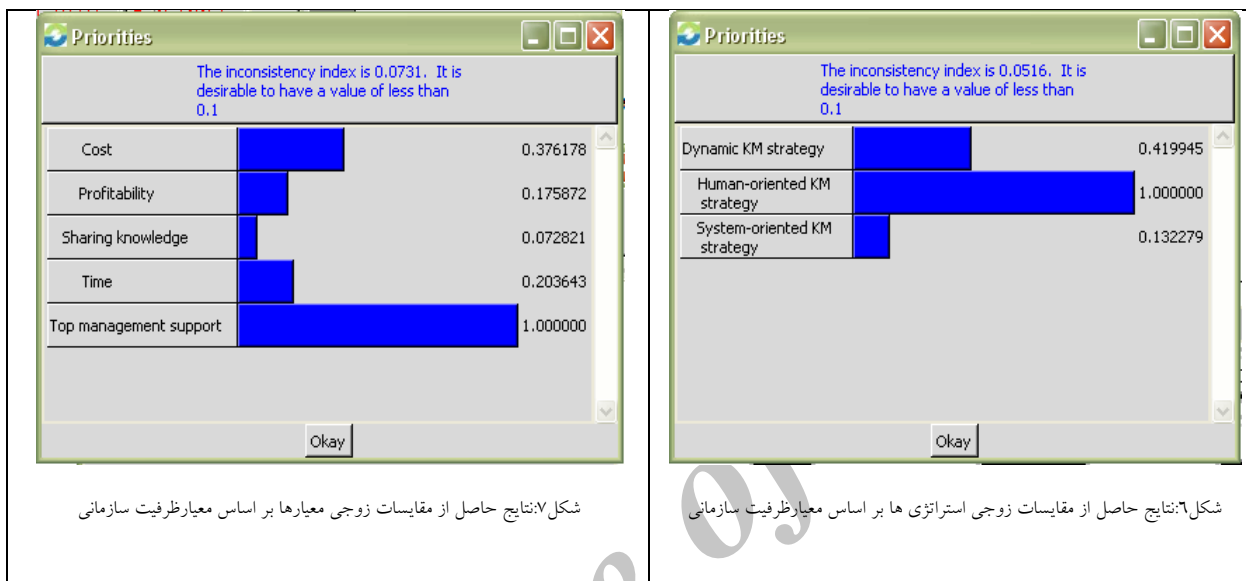 Priorities
The inconsistency index is 0.0731. It is
desirable to have a value of less than
0.1
Cost 0.376178
Profitability 0.175872
Sharing knowledge 0.072821
Time 0.203643
Top management support 1.000000
Okay
شکل۷:نتایج حاصل از مقایسات زوجی معیارها بر اساس معیارظرفیت سازمانی
Priorities
The inconsistency index is 0.0516. It is
desirable to have a value of less than
0.1
Dynamic KM strategy 0.419945
Human-oriented KM
strategy 1.000000
System-oriented KM
strategy 0.132279
Okay
شکل٦:نتایج حاصل از مقایسات زوجی استراتژی ها بر اساس معیارظرفیت سازمانی